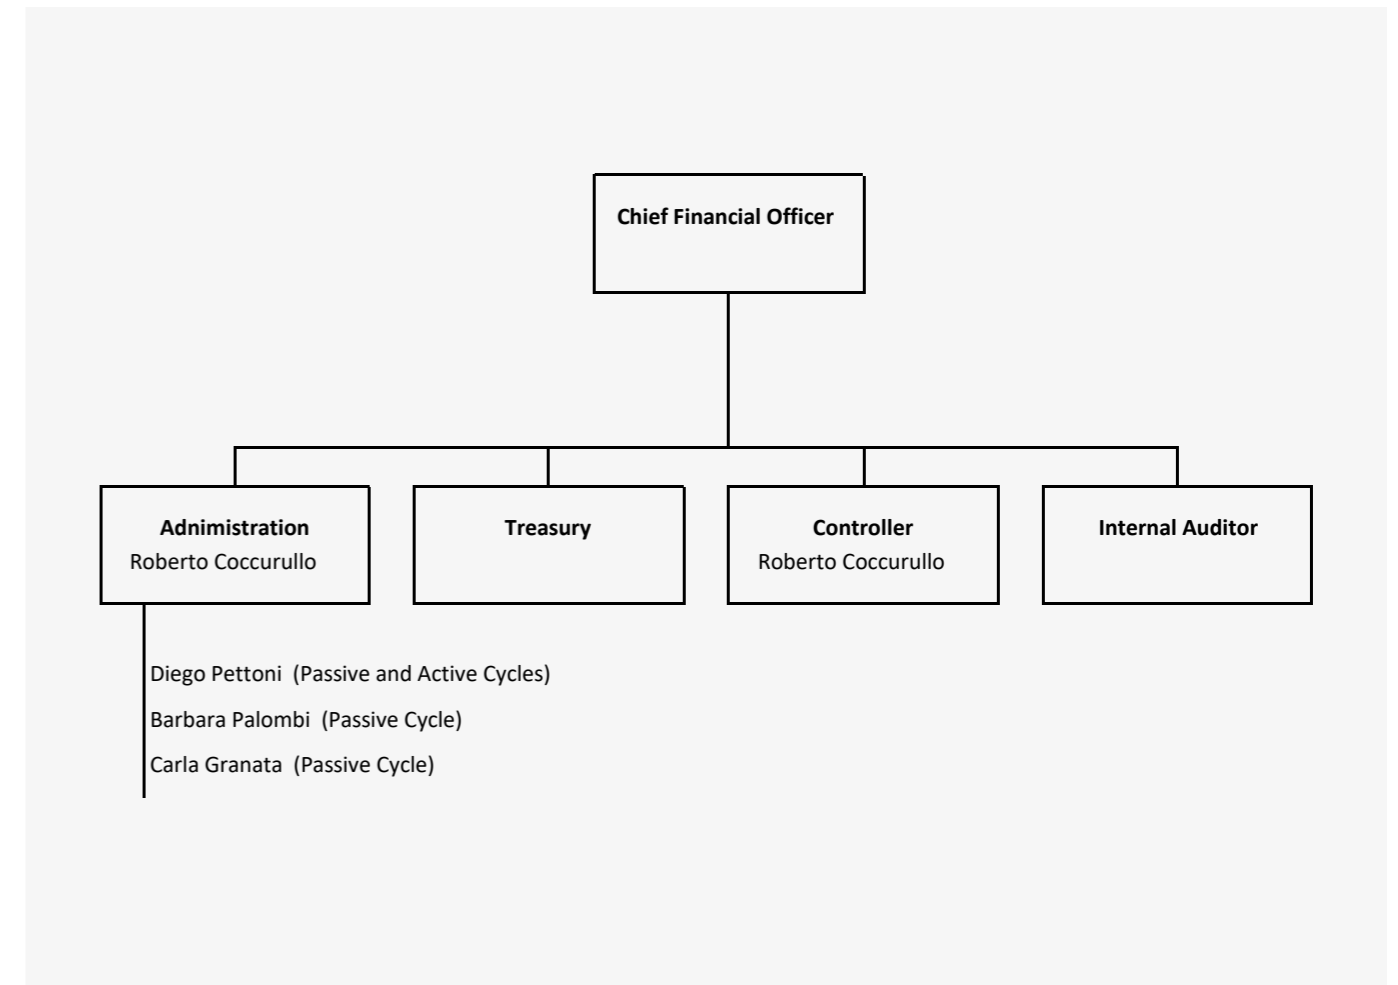 Chief Financial Officer
Adnimistration
Roberto Coccurullo
Treasury
Controller
Roberto Coccurullo
Internal Auditor
Diego Pettoni  (Passive and Active Cycles)
Barbara Palombi  (Passive Cycle)
Carla Granata  (Passive Cycle)